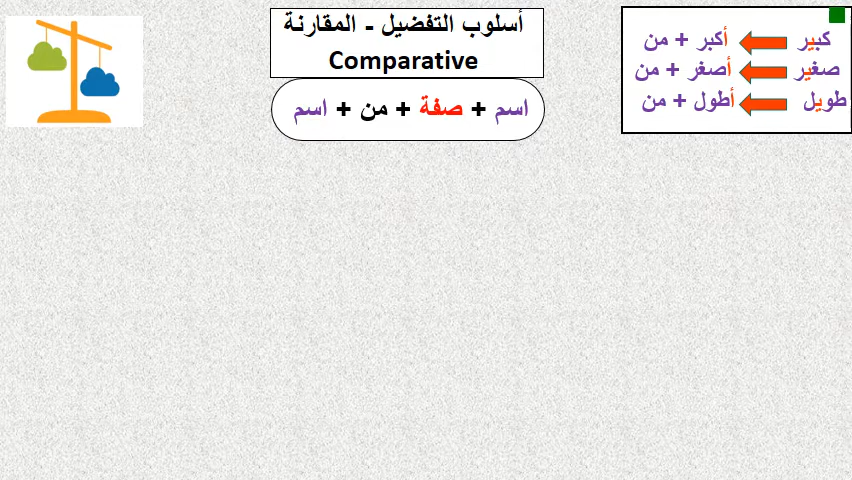 أسلوب التفضيل - المقارنة
Comparative
اسم + صفة + من + اسم
كبير أكبر + من
صغير أصغر + من
طويل أطول + من